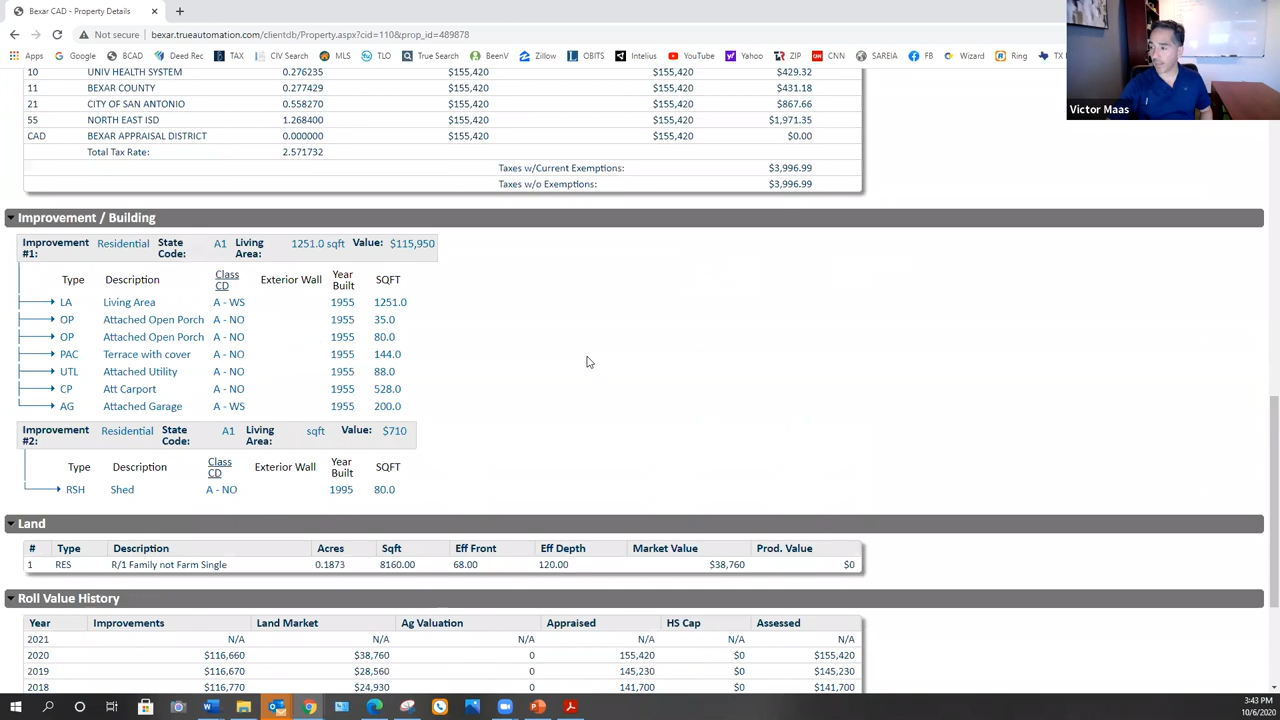 Bexar CAD - Property Details
Not secure bexar.trueautomation.com/clientdb/Property.aspx?cid=110&prop_id=489878
Apps Google BCAD Deed Rec TAX CIV Search MLS TLO True Search BeenV Zillow OBITS Intelius YouTube Yahoo ZIP CNN SAREIA FB Wizard Ring TX
10 UNIV HEALTH SYSTEM 0.276235 $155,420 $155,420 $429.32
11 BEXAR COUNTY 0.277429 $155,420 $155,420 $431.18
21 CITY OF SAN ANTONIO 0.558270 $155,420 $155,420 $867.66
55 NORTH EAST ISD 1.268400 $155,420 $155,420 $1,971.35
CAD BEXAR APPRAISAL DISTRICT 0.000000 $155,420 $155,420 $0.00
Total Tax Rate: 2.571732
Taxes w/Current Exemptions: $3,996.99
Taxes w/o Exemptions: $3,996.99
Victor Maas
Improvement / Building
Improvement #1: Residential State Code: A1 Living Area: 1251.0 sqft Value: $115,950
Type Description Class CD Exterior Wall Year Built SQFT
LA Living Area A - WS 1955 1251.0
OP Attached Open Porch A - NO 1955 35.0
OP Attached Open Porch A - NO 1955 80.0
PAC Terrace with cover A - NO 1955 144.0
UTL Attached Utility A - NO 1955 88.0
CP Att Carport A - NO 1955 528.0
AG Attached Garage A - WS 1955 200.0
Improvement #2: Residential State Code: A1 Living Area: sqft Value: $710
Type Description Class CD Exterior Wall Year Built SQFT
RSH Shed A - NO 1995 80.0
Land
# Type Description Acres Sqft Eff Front Eff Depth Market Value Prod. Value
1 RES R/1 Family not Farm Single 0.1873 8160.00 68.00 120.00 $38,760 $0
Roll Value History
Year Improvements Land Market Ag Valuation Appraised HS Cap Assessed
2021 N/A N/A N/A N/A N/A N/A
2020 $116,660 $38,760 0 155,420 $0 $155,420
2019 $116,670 $28,560 0 145,230 $0 $145,230
2018 $116,770 $24,930 0 141,700 $0 $141,700
3:43 PM
10/6/2020